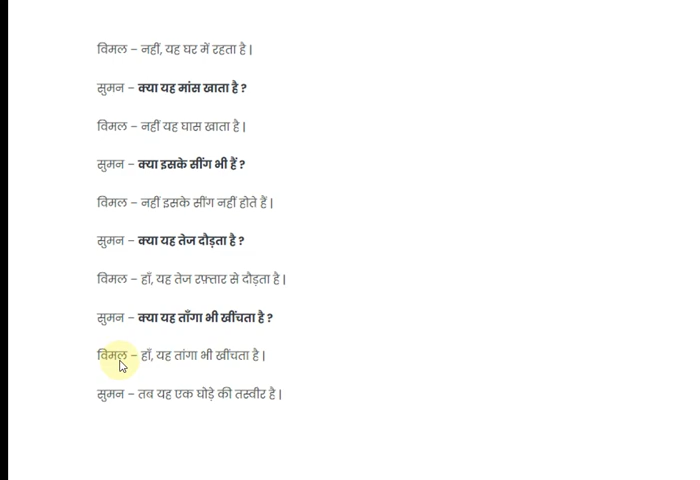 विमल – नहीं, यह घर में रहता है |
सुमन – क्या यह मांस खाता है ?
विमल – नहीं यह घास खाता है |
सुमन – क्या इसके सींग भी हैं ?
विमल – नहीं इसके सींग नहीं होते हैं |
सुमन – क्या यह तेज दौड़ता है ?
विमल – हाँ, यह तेज रफ़्तार से दौड़ता है |
सुमन – क्या यह ताँगा भी खींचता है ?
विमल – हाँ, यह तांगा भी खींचता है |
सुमन – तब यह एक घोड़े की तस्वीर है |